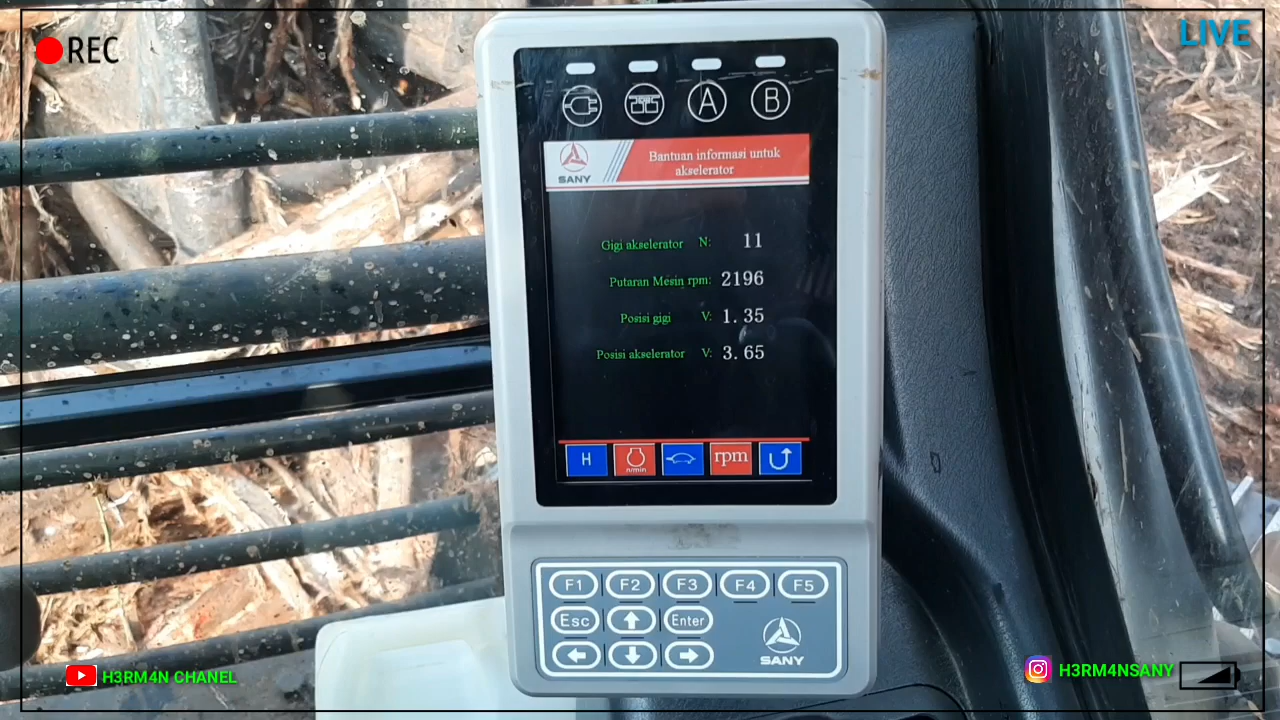 REC
LIVE
A
B
SANY
Bantuan informasi untuk
akselerator
Gigi akselerator N: 11
Putaran Mesin rpm: 2196
Posisi gigi V: 1.35
Posisi akselerator V: 3.65
H
n/min
rpm
F1 F2 F3 F4 F5
Esc Enter
SANY
H3RM4N CHANEL
H3RM4NSANY